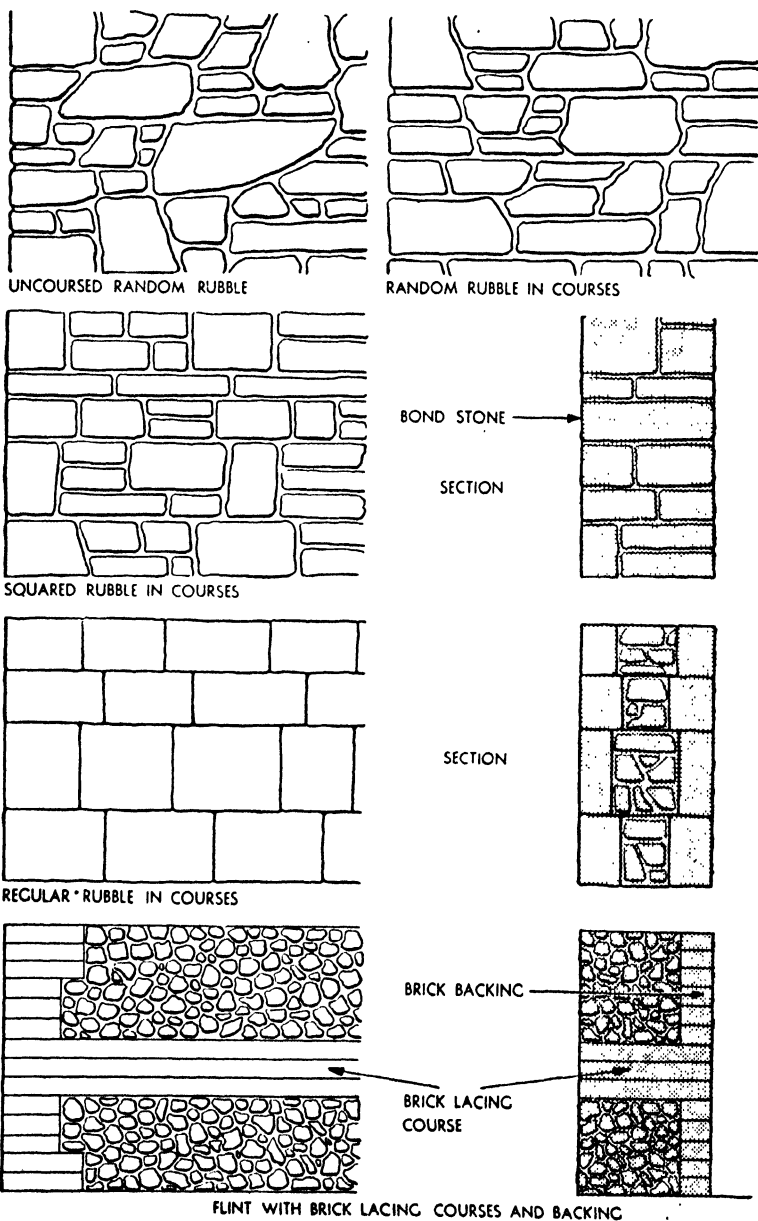 UNCOURSED RANDOM RUBBLE
RANDOM RUBBLE IN COURSES
BOND STONE
SECTION
SQUARED RUBBLE IN COURSES
SECTION
REGULAR RUBBLE IN COURSES
BRICK BACKING
BRICK LACING
COURSE
FLINT WITH BRICK LACING COURSES AND BACKING